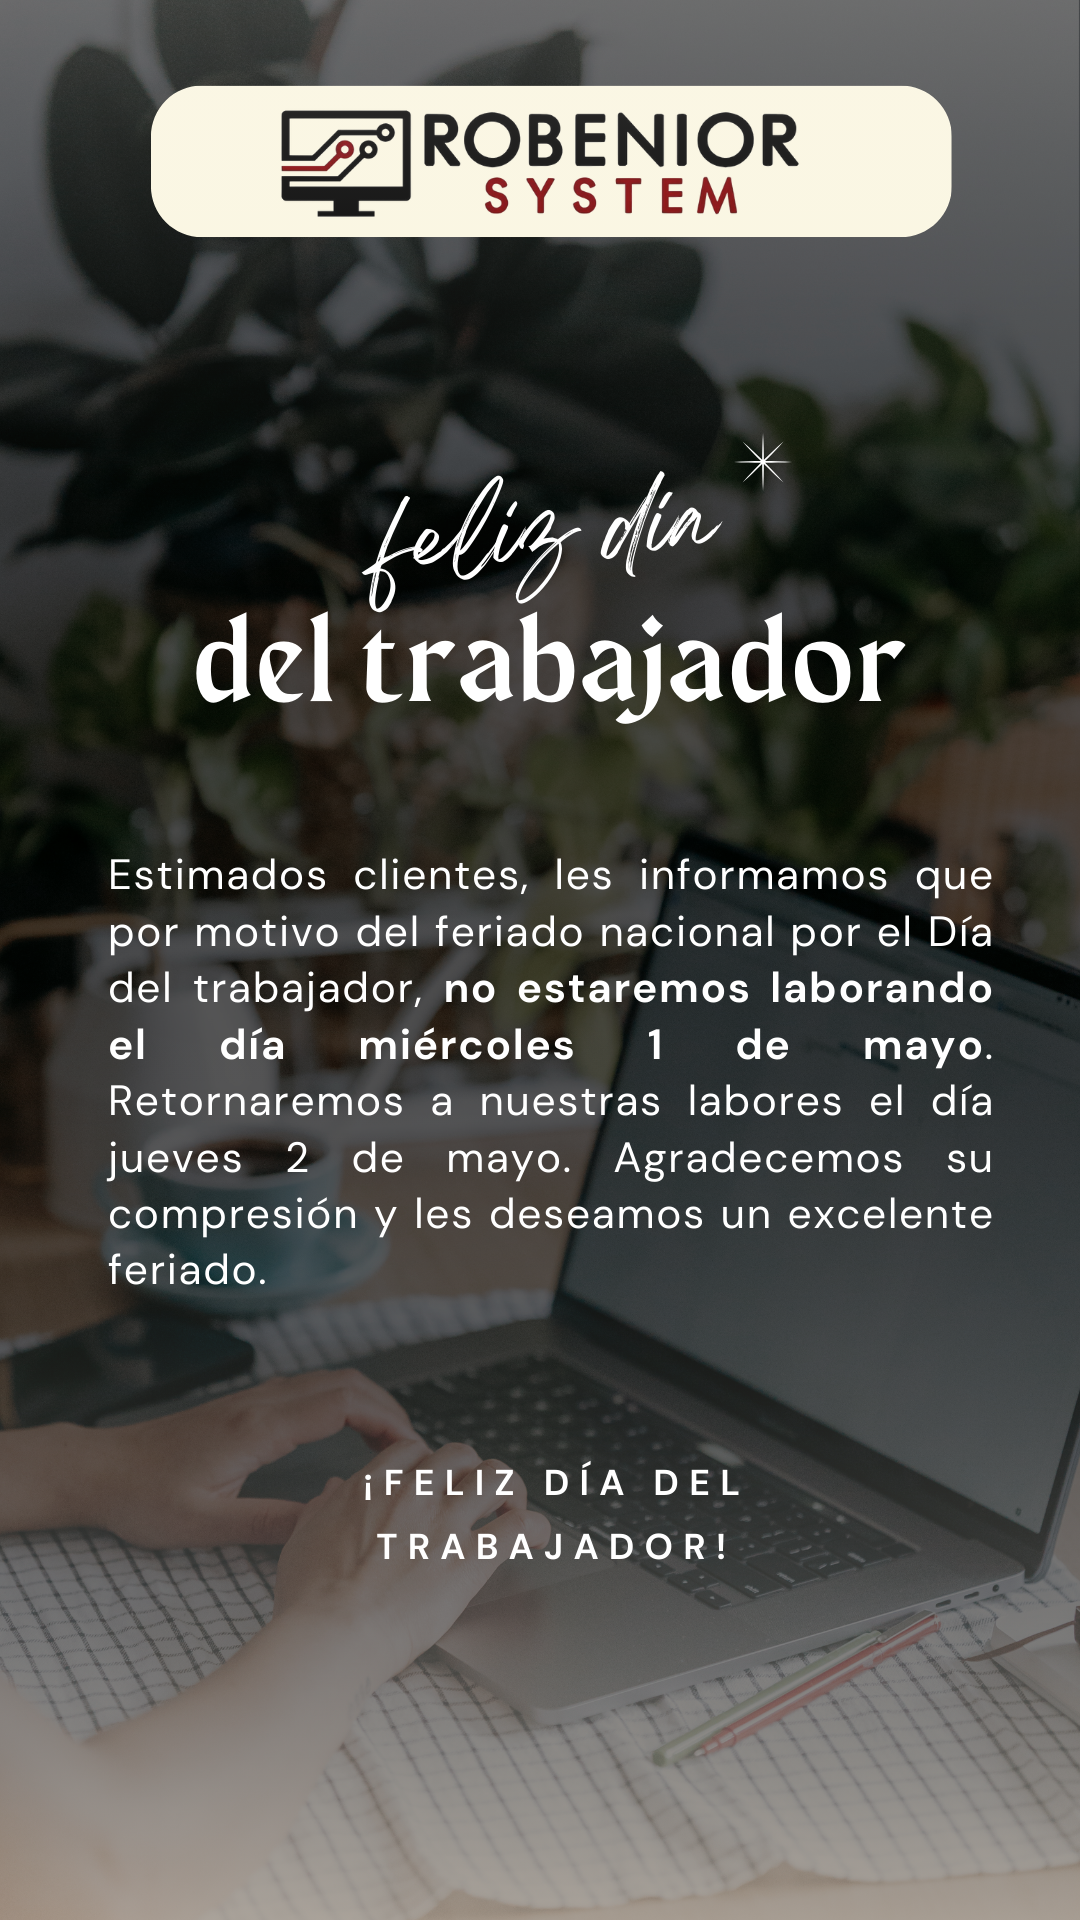 ROBENIOR
SYSTEM
feliz día
del trabajador
Estimados clientes, les informamos que
por motivo del feriado nacional por el Día
del trabajador, no estaremos laborando
el día miércoles 1 de mayo.
Retornaremos a nuestras labores el día
jueves 2 de mayo. Agradecemos su
compresión y les deseamos un excelente
feriado.
¡FELIZ DÍA DEL
TRABAJADOR!